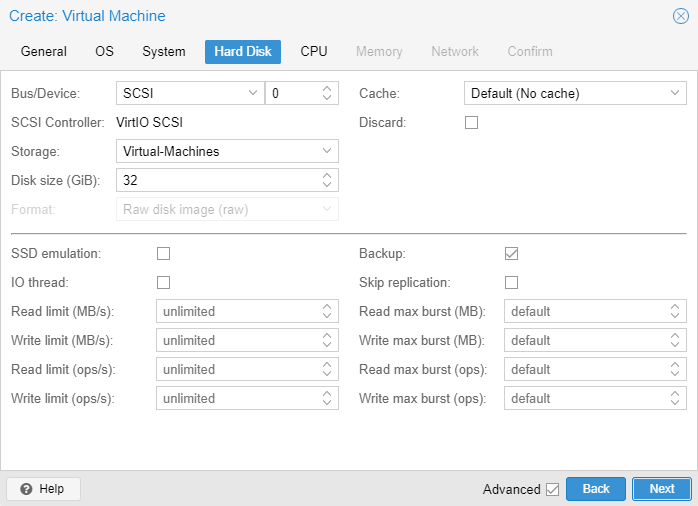 Create: Virtual Machine
General OS System Hard Disk CPU Memory Network Confirm
Bus/Device: SCSI 0 Cache: Default (No cache)
SCSI Controller: VirtIO SCSI Discard:
Storage: Virtual-Machines
Disk size (GiB): 32
Format: Raw disk image (raw)
SSD emulation: Backup:
IO thread: Skip replication:
Read limit (MB/s): unlimited Read max burst (MB): default
Write limit (MB/s): unlimited Write max burst (MB): default
Read limit (ops/s): unlimited Read max burst (ops): default
Write limit (ops/s): unlimited Write max burst (ops): default
Help Advanced Back Next